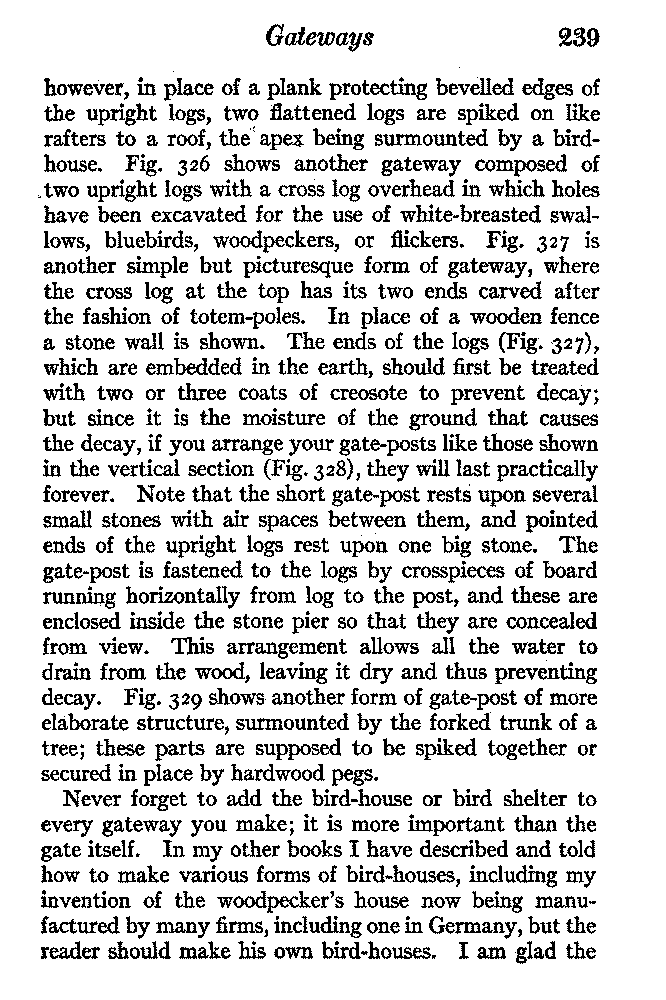 Gateways 239
however, in place of a plank protecting bevelled edges of
the upright logs, two flattened logs are spiked on like
rafters to a roof, the apex being surmounted by a bird-
house. Fig. 326 shows another gateway composed of
two upright logs with a cross log overhead in which holes
have been excavated for the use of white-breasted swal-
lows, bluebirds, woodpeckers, or flickers. Fig. 327 is
another simple but picturesque form of gateway, where
the cross log at the top has its two ends carved after
the fashion of totem-poles. In place of a wooden fence
a stone wall is shown. The ends of the logs (Fig. 327),
which are embedded in the earth, should first be treated
with two or three coats of creosote to prevent decay;
but since it is the moisture of the ground that causes
the decay, if you arrange your gate-posts like those shown
in the vertical section (Fig. 328), they will last practically
forever. Note that the short gate-post rests upon several
small stones with air spaces between them, and pointed
ends of the upright logs rest upon one big stone. The
gate-post is fastened to the logs by crosspieces of board
running horizontally from log to the post, and these are
enclosed inside the stone pier so that they are concealed
from view. This arrangement allows all the water to
drain from the wood, leaving it dry and thus preventing
decay. Fig. 329 shows another form of gate-post of more
elaborate structure, surmounted by the forked trunk of a
tree; these parts are supposed to be spiked together or
secured in place by hardwood pegs.
Never forget to add the bird-house or bird shelter to
every gateway you make; it is more important than the
gate itself. In my other books I have described and told
how to make various forms of bird-houses, including my
invention of the woodpecker's house now being manu-
factured by many firms, including one in Germany, but the
reader should make his own bird-houses. I am glad the